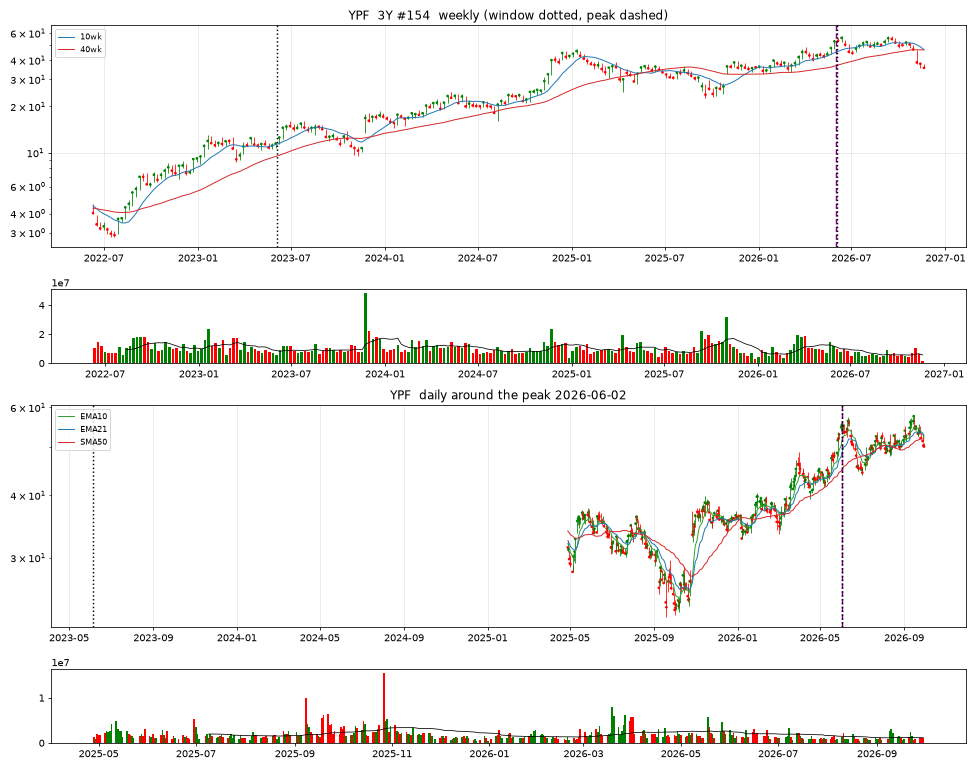 YPF  3Y #154  weekly (window dotted, peak dashed)
10wk
40wk
6 × 10¹
4 × 10¹
3 × 10¹
2 × 10¹
10¹
6 × 10⁰
4 × 10⁰
3 × 10⁰
2022-07 2023-01 2023-07 2024-01 2024-07 2025-01 2025-07 2026-01 2026-07 2027-01
1e7
4
2
0
2022-07 2023-01 2023-07 2024-01 2024-07 2025-01 2025-07 2026-01 2026-07 2027-01
YPF  daily around the peak 2026-06-02
EMA10
EMA21
SMA50
6 × 10¹
4 × 10¹
3 × 10¹
2023-05 2023-09 2024-01 2024-05 2024-09 2025-01 2025-05 2025-09 2026-01 2026-05 2026-09
1e7
1
0
2025-05 2025-07 2025-09 2025-11 2026-01 2026-03 2026-05 2026-07 2026-09